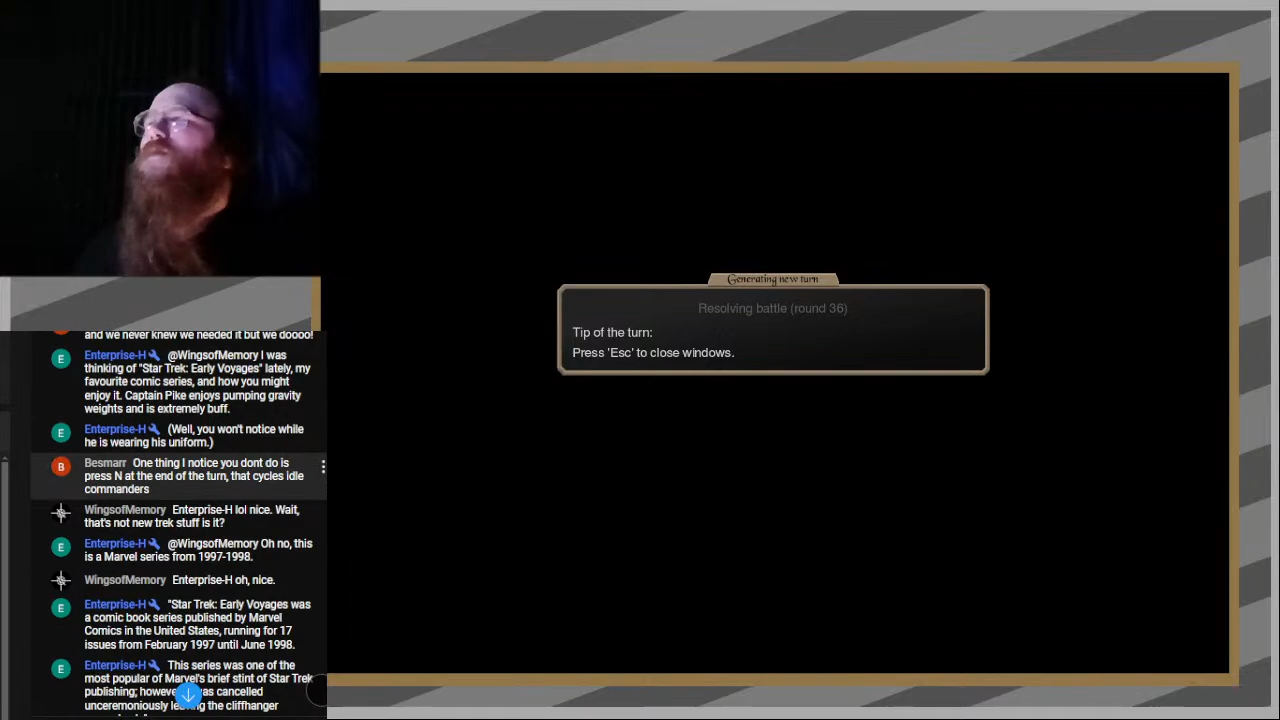 and we never knew we needed it but we doooo!
E Enterprise-H @WingsofMemory I was
thinking of "Star Trek: Early Voyages" lately, my
favourite comic series, and how you might
enjoy it. Captain Pike enjoys pumping gravity
weights and is extremely buff.
E Enterprise-H (Well, you won't notice while
he is wearing his uniform.)
B Besmarr One thing I notice you dont do is
press N at the end of the turn, that cycles idle
commanders
WingsofMemory Enterprise-H lol nice. Wait,
that's not new trek stuff is it?
E Enterprise-H @WingsofMemory Oh no, this
is a Marvel series from 1997-1998.
WingsofMemory Enterprise-H oh, nice.
E Enterprise-H "Star Trek: Early Voyages was
a comic book series published by Marvel
Comics in the United States, running for 17
issues from February 1997 until June 1998.
E Enterprise-H This series was one of the
most popular of Marvel's brief stint of Star Trek
publishing; was cancelled
unceremoniously the cliffhanger
Generating new turn
Resolving battle (round 36)
Tip of the turn:
Press 'Esc' to close windows.